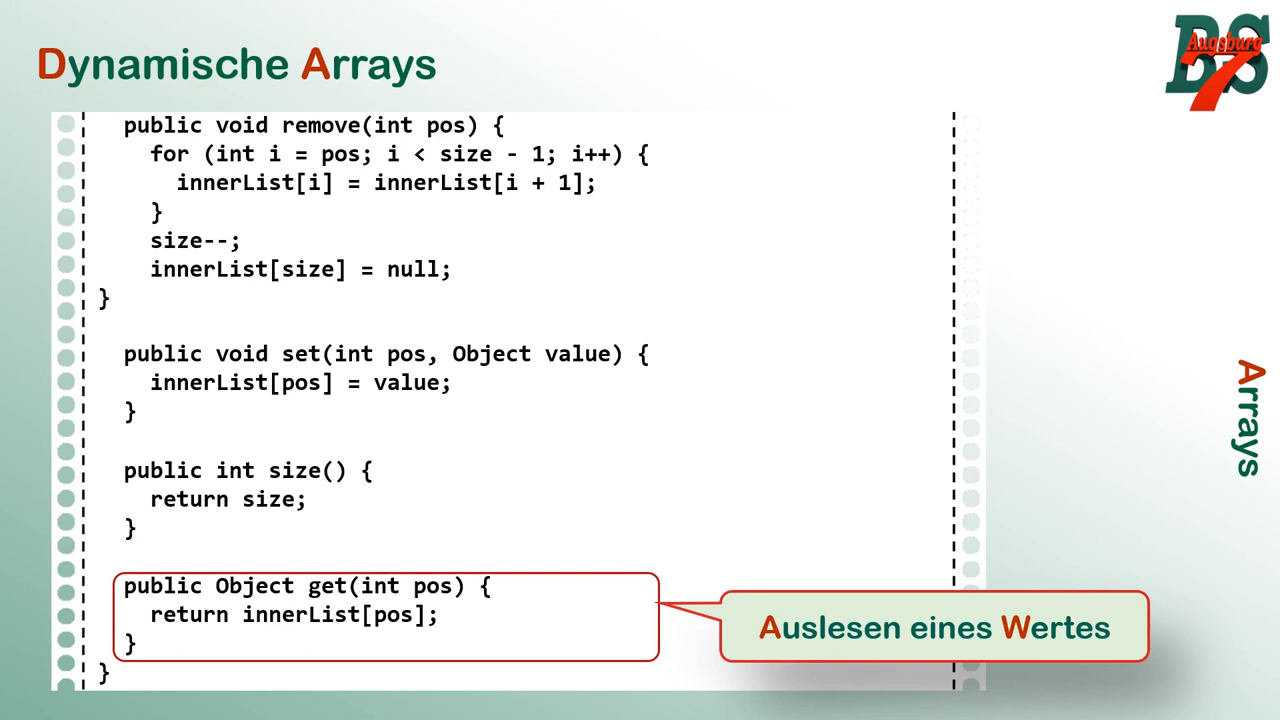 Dynamische Arrays
BS
Augsburg
7
public void remove(int pos) {
for (int i = pos; i < size - 1; i++) {
innerList[i] = innerList[i + 1];
}
size--;
innerList[size] = null;
}
public void set(int pos, Object value) {
innerList[pos] = value;
}
public int size() {
return size;
}
public Object get(int pos) {
return innerList[pos];
}
}
Auslesen eines Wertes
Arrays